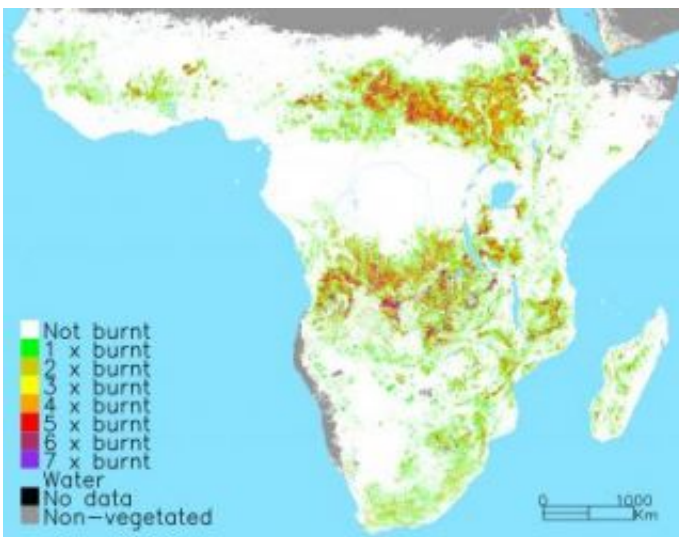 Not burnt
1 x burnt
2 x burnt
3 x burnt
4 x burnt
5 x burnt
6 x burnt
7 x burnt
Water
No data
Non-vegetated
0 1000
Km